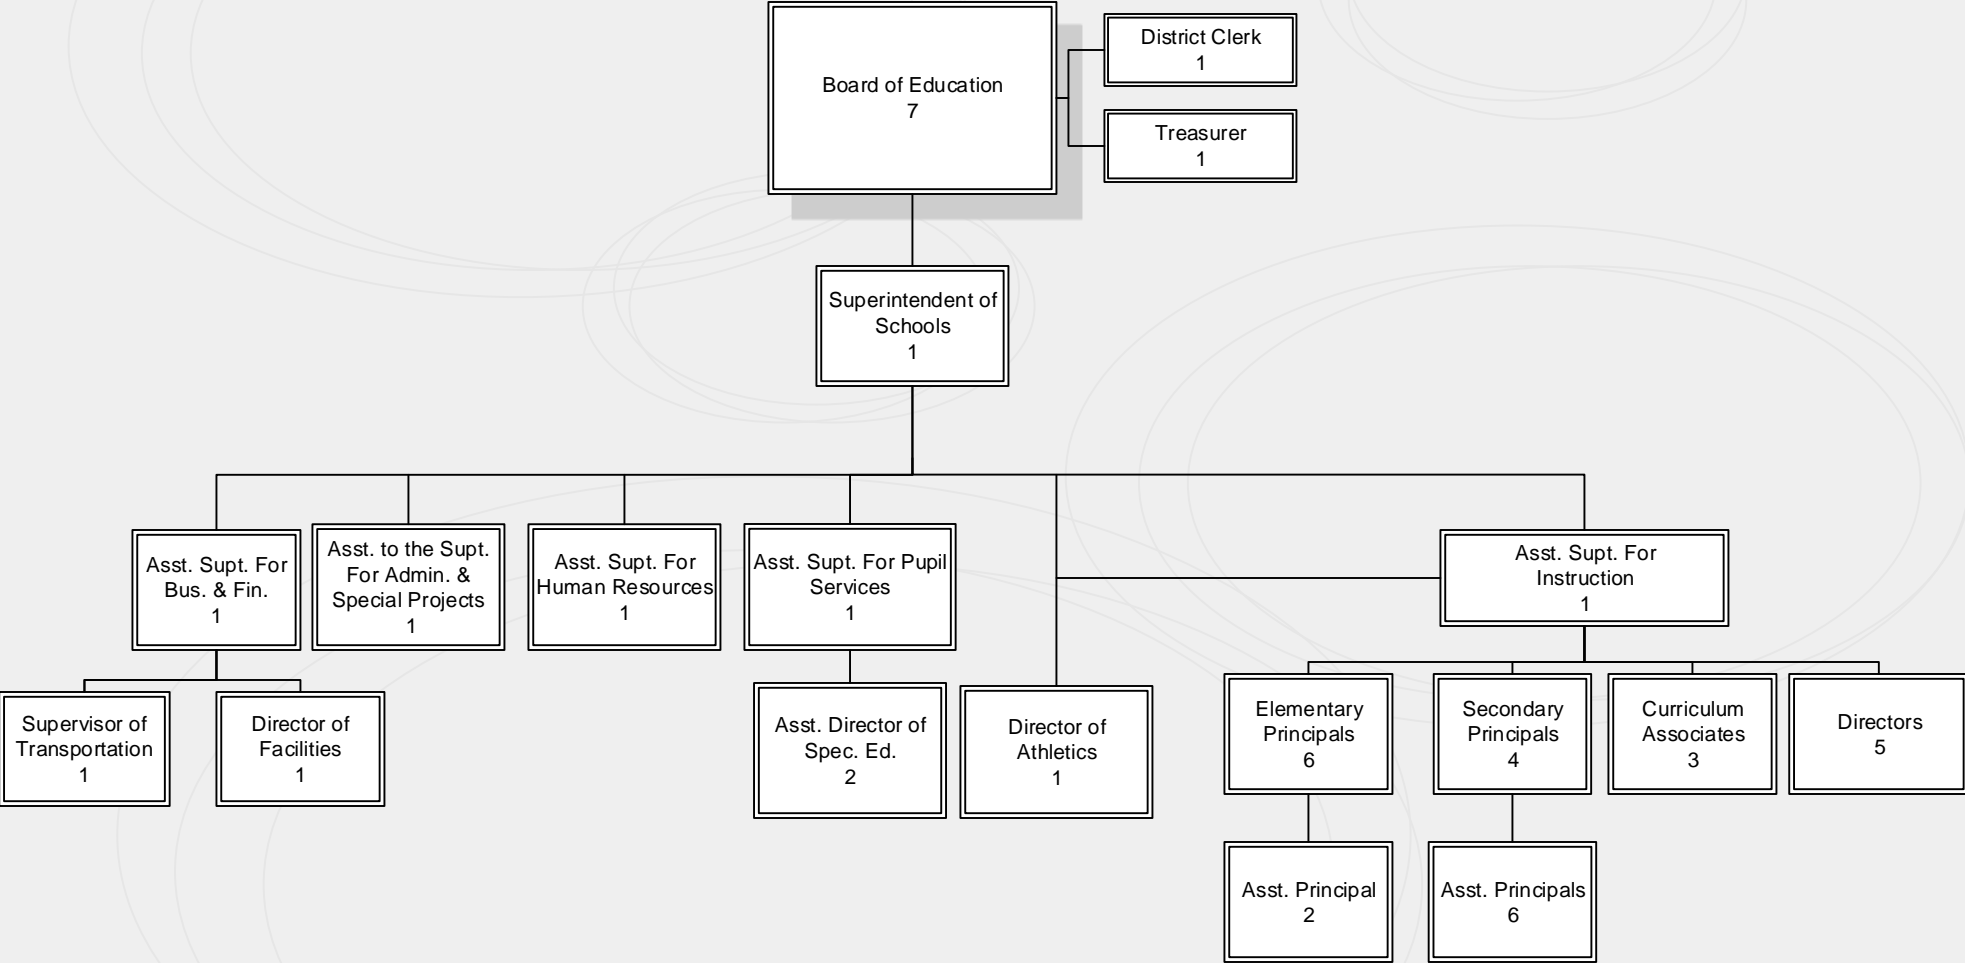 Board of Education
7
District Clerk
1
Treasurer
1
Superintendent of
Schools
1
Asst. Supt. For
Bus. & Fin.
1
Asst. to the Supt.
For Admin. &
Special Projects
1
Asst. Supt. For
Human Resources
1
Asst. Supt. For Pupil
Services
1
Asst. Supt. For
Instruction
1
Supervisor of
Transportation
1
Director of
Facilities
1
Asst. Director of
Spec. Ed.
2
Director of
Athletics
1
Elementary
Principals
6
Secondary
Principals
4
Curriculum
Associates
3
Directors
5
Asst. Principal
2
Asst. Principals
6